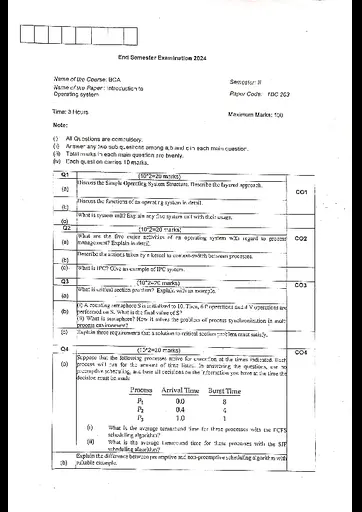 End Semester Examination 2024
Name of the Course: BCA
Semester: II
Name of the Paper: Introduction to
Operating system
Paper Code: TBC 203
Time: 3 Hours
Maximum Marks: 100
Note:
(i) All Questions are compulsory.
(ii) Answer any two sub questions among a,b and c in each main question.
(iii) Total marks in each main question are twenty.
(iv) Each question carries 10 marks.
Q1 (10*2=20 marks)
(a) Discuss the Simple Operating System Structure. Describe the layered approach. CO1
(b) Discuss the functions of an operation system in detail.
(c) What is system call? Explain any five system call with their usage.
Q2 (10*2=20 marks)
(a) What are the five major activities of an operating system with regard to process management? Explain in detail. CO2
(b) Describe the actions taken by a kernel to context-switch between processes.
(c) What is IPC? Give an example of IPC system.
Q3 (10*2=20 marks)
(a) What is critical section problem? Explain with an example. CO3
(b) (i) A counting semaphore S is initialized to 10. Then, 6 P operations and 4 V operations are performed on S. What is the final value of S?
(ii) What is semaphore? How it solves the problem of process synchronization in multi process environment?
(c) Explain three requirements that a solution to critical section problem must satisfy.
Q4 (10*2=20 marks) CO4
(a) Suppose that the following processes arrive for execution at the times indicated. Each
process will run for the amount of time listed. In answering the questions, use no
preemptive scheduling, and base all decisions on the information you have at the time the
decision must be made
Process Arrival Time Burst Time
P1 0.0 8
P2 0.4 4
P3 1.0 1
(i) What is the average turnaround time for these processes with the FCFS
scheduling algorithm?
(ii) What is the average turnaround time for these processes with the SJF
scheduling algorithm?
(b) Explain the difference between preemptive and non-preemptive scheduling algorithm with
suitable example.